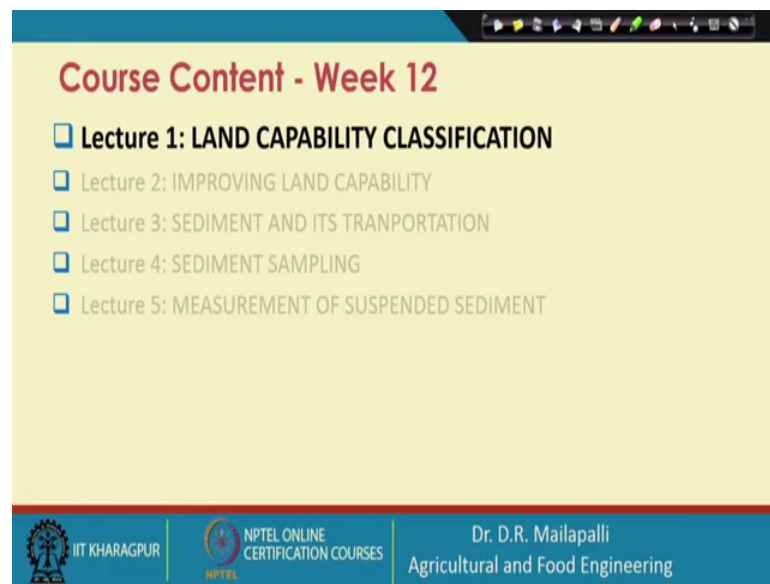 Course Content - Week 12
Lecture 1: LAND CAPABILITY CLASSIFICATION
Lecture 2: IMPROVING LAND CAPABILITY
Lecture 3: SEDIMENT AND ITS TRANPORTATION
Lecture 4: SEDIMENT SAMPLING
Lecture 5: MEASUREMENT OF SUSPENDED SEDIMENT
IIT KHARAGPUR
NPTEL
NPTEL ONLINE
CERTIFICATION COURSES
Dr. D.R. Mailapalli
Agricultural and Food Engineering